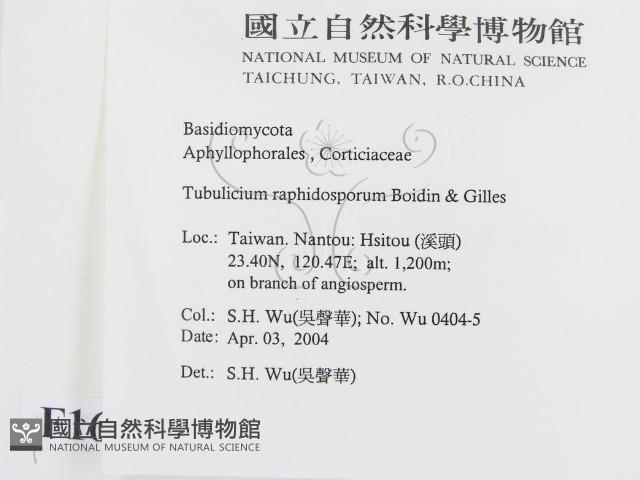 國立自然科學博物館
NATIONAL MUSEUM OF NATURAL SCIENCE
TAICHUNG, TAIWAN, R.O.CHINA
Basidiomycota
Aphyllophorales , Corticiaceae
Tubulicium raphidosporum Boidin & Gilles
Loc.: Taiwan. Nantou: Hsitou (溪頭)
23.40N, 120.47E; alt. 1,200m;
on branch of angiosperm.
Col.: S.H. Wu(吳聲華); No. Wu 0404-5
Date: Apr. 03, 2004
Det.: S.H. Wu(吳聲華)
國立自然科學博物館
NATIONAL MUSEUM OF NATURAL SCIENCE